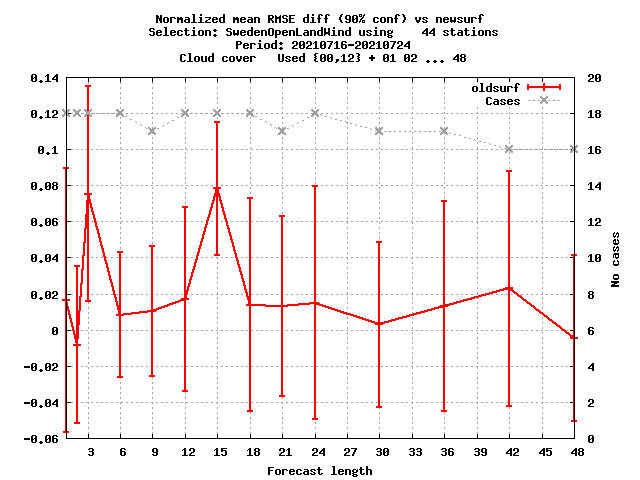 Normalized mean RMSE diff (90% conf) vs newsurf
Selection: SwedenOpenLandWind using 44 stations
Period: 20210716-20210724
Cloud cover Used {00,12} + 01 02 ... 48
oldsurf
Cases
0.14
0.12
0.1
0.08
0.06
0.04
0.02
0
-0.02
-0.04
-0.06
20
18
16
14
12
10
8
6
4
2
0
No cases
3 6 9 12 15 18 21 24 27 30 33 36 39 42 45 48
Forecast length